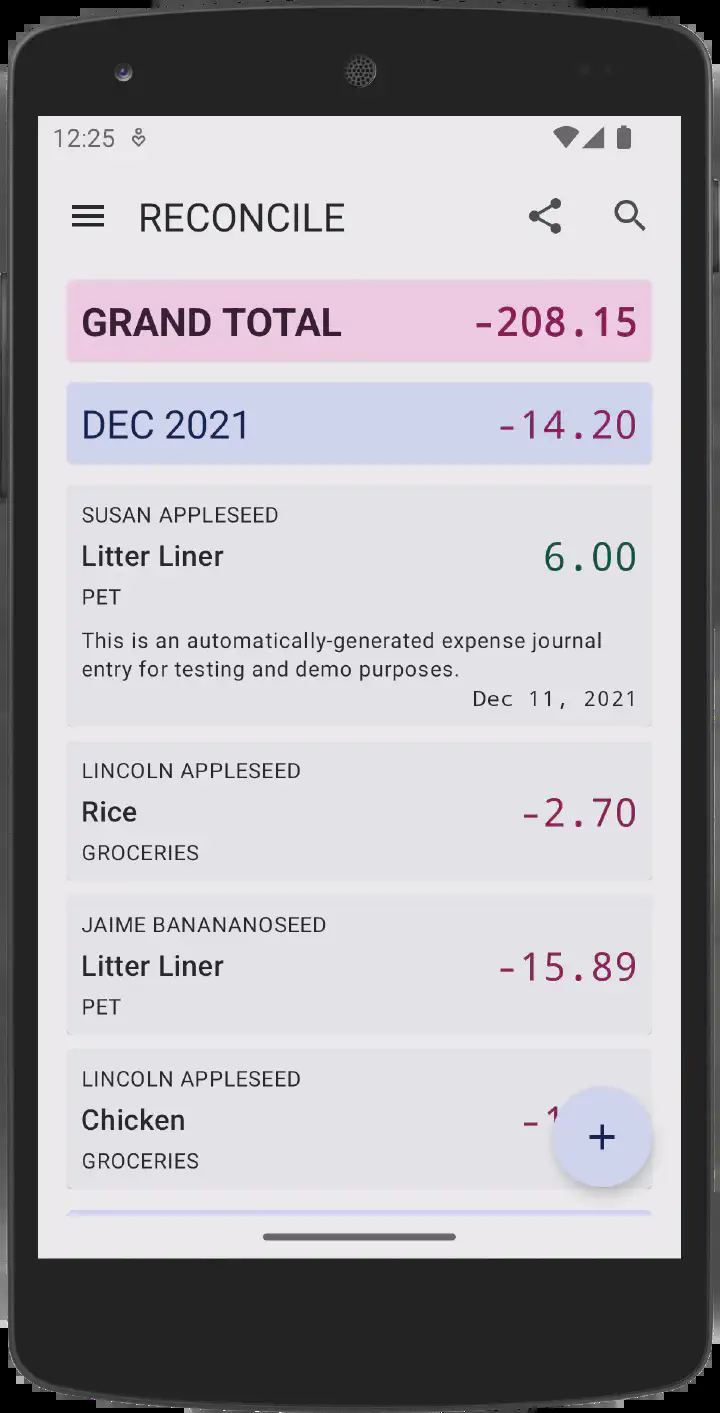 12:25
RECONCILE
GRAND TOTAL -208.15
DEC 2021 -14.20
SUSAN APPLESEED
Litter Liner 6.00
PET
This is an automatically-generated expense journal
entry for testing and demo purposes.
Dec 11, 2021
LINCOLN APPLESEED
Rice -2.70
GROCERIES
JAIME BANANANOSEED
Litter Liner -15.89
PET
LINCOLN APPLESEED
Chicken
GROCERIES
+